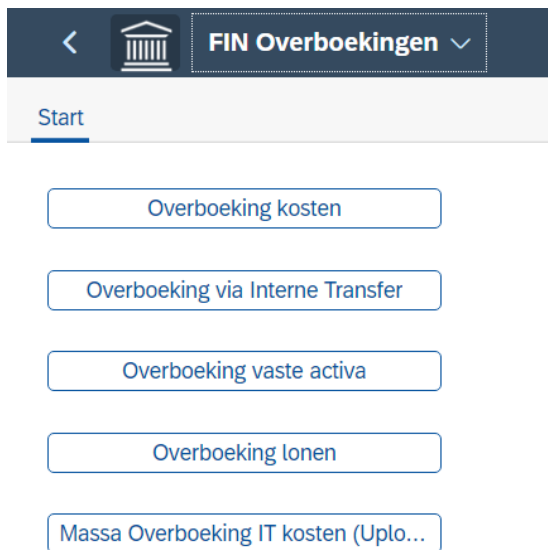 FIN Overboekingen
Start
Overboeking kosten
Overboeking via Interne Transfer
Overboeking vaste activa
Overboeking lonen
Massa Overboeking IT kosten (Uplo...